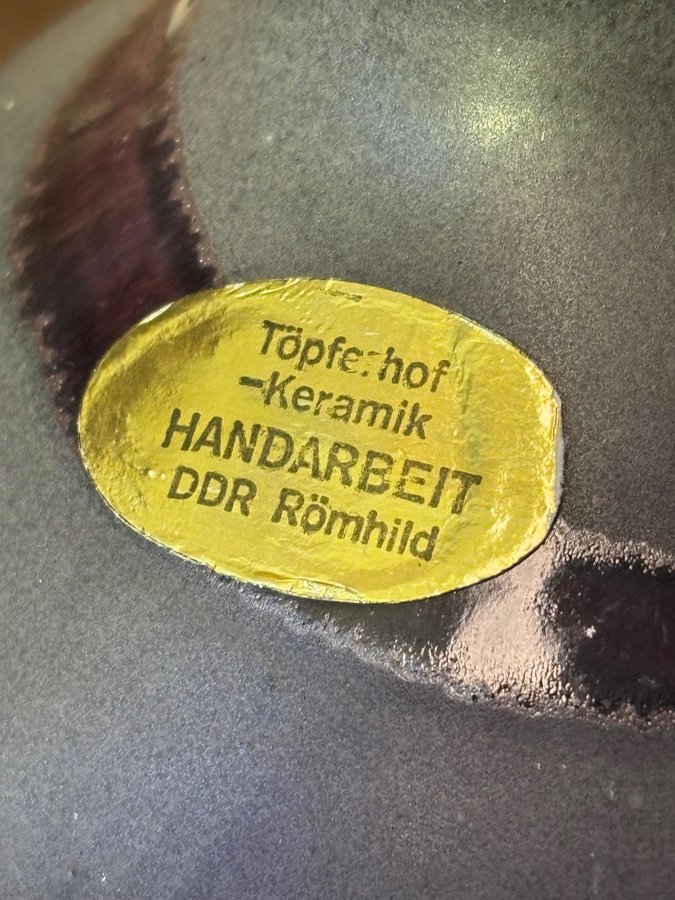 Töpferhof
-Keramik
HANDARBEIT
DDR Römhild